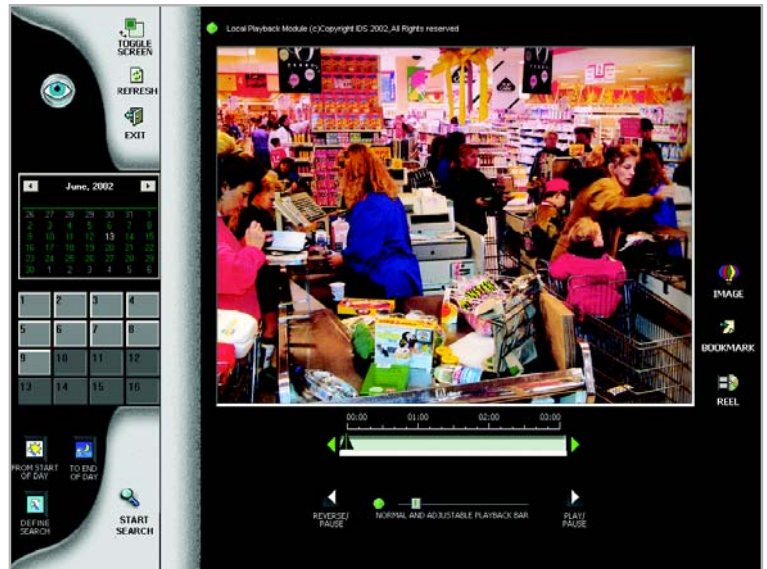 Local Playback Module (c)Copyright IDS 2002, All Rights reserved
TOGGLE
SCREEN
REFRESH
EXIT
June, 2002
26 27 28 29 30 31 1
2 3 4 5 6 7 8
9 10 11 12 13 14 15
16 17 18 19 20 21 22
23 24 25 26 27 28 29
30 1 2 3 4 5 6
1 2 3 4
5 6 7 8
9 10 11 12
13 14 15 16
FROM START
OF DAY
TO END
OF DAY
DEFINE
SEARCH
START
SEARCH
IMAGE
BOOKMARK
REEL
00:00 01:00 02:00 03:00
REVERSE/
PAUSE
NORMAL AND ADJUSTABLE PLAYBACK BAR
PLAY/
PAUSE